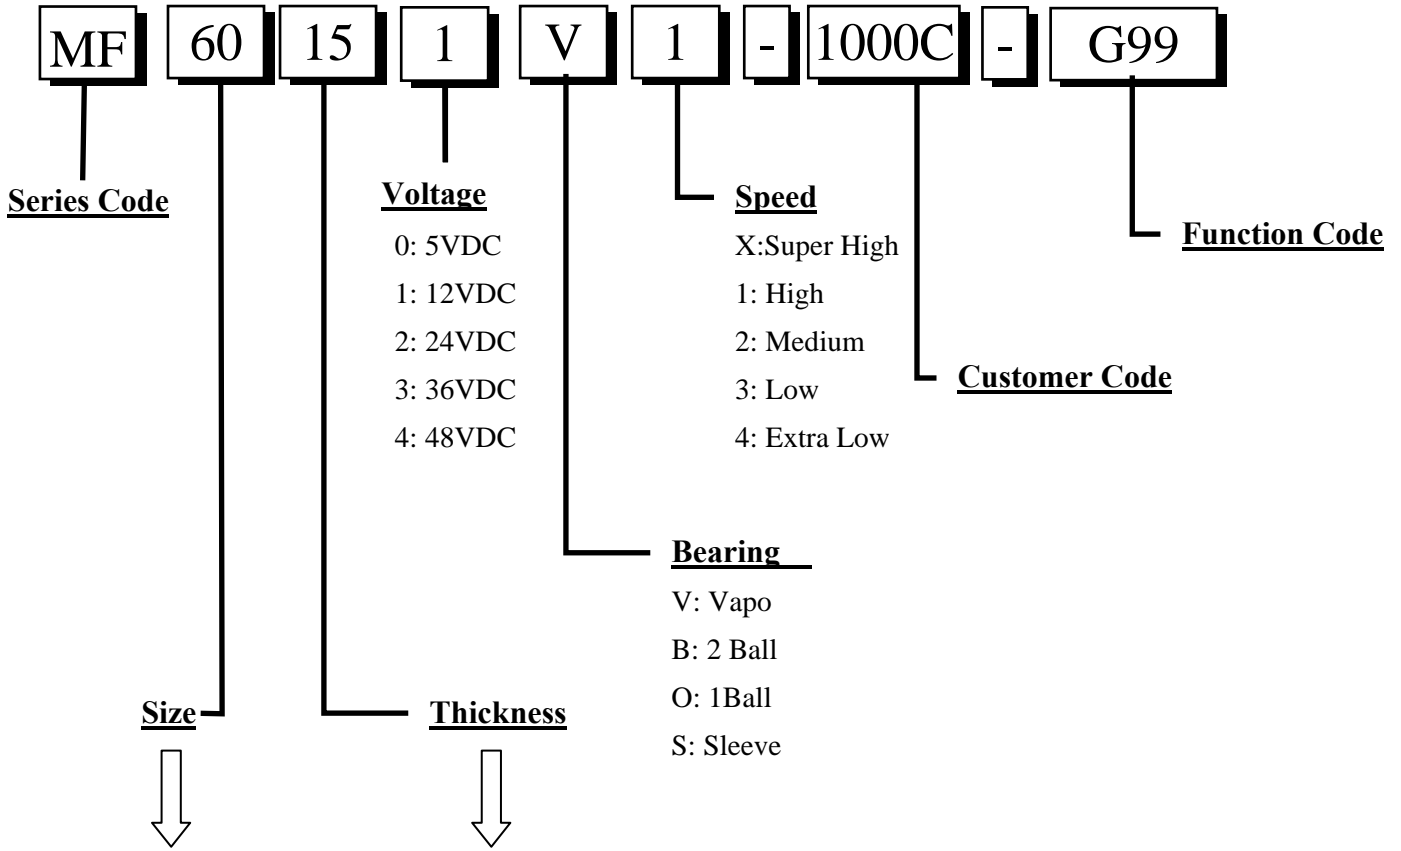 MF 60 15 1 V 1 - 1000C - G99
Series Code
Voltage
0: 5VDC
1: 12VDC
2: 24VDC
3: 36VDC
4: 48VDC
Speed
X:Super High
1: High
2: Medium
3: Low
4: Extra Low
Function Code
Customer Code
Bearing
V: Vapo
B: 2 Ball
O: 1Ball
S: Sleeve
Size
Thickness